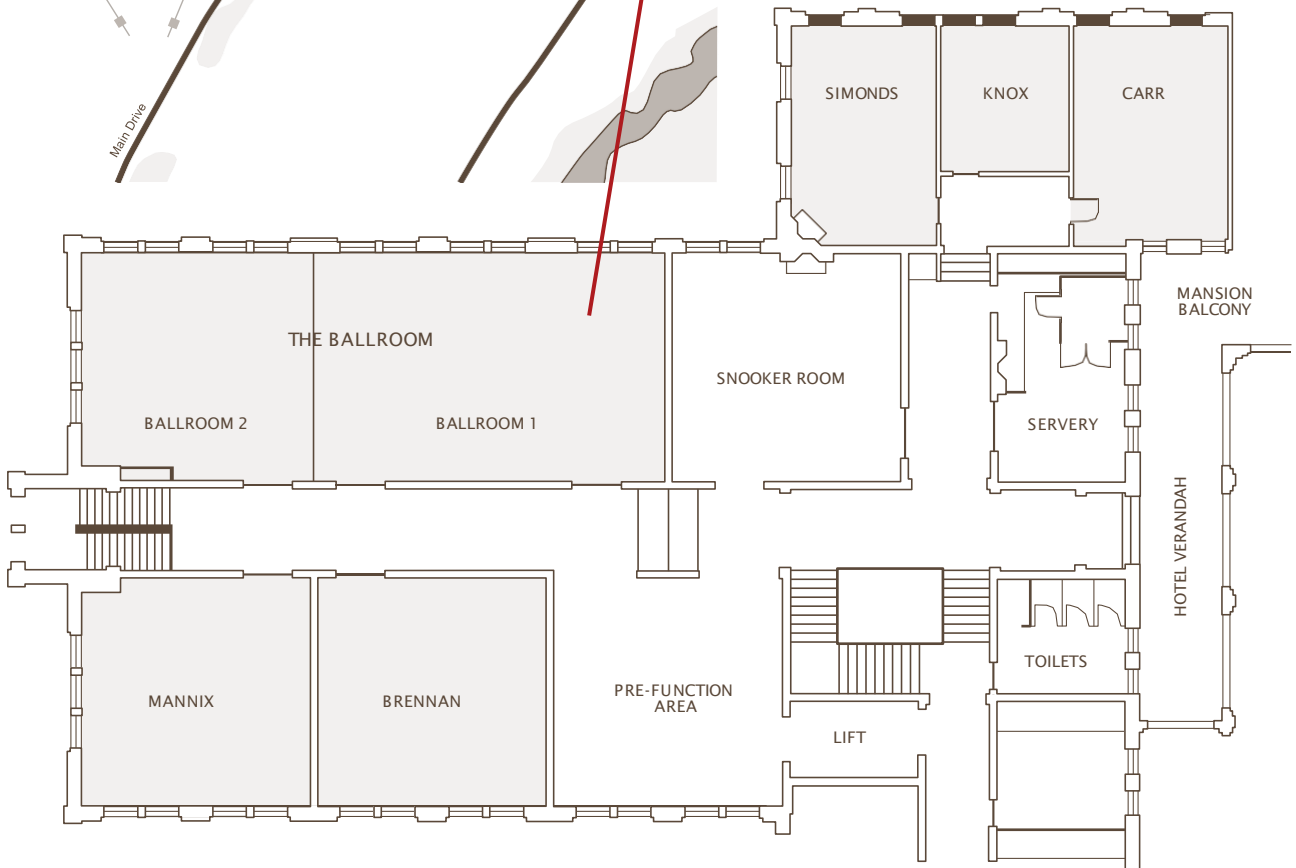 Main Drive
SIMONDS
KNOX
CARR
MANSION
BALCONY
THE BALLROOM
SNOOKER ROOM
BALLROOM 2
BALLROOM 1
SERVERY
HOTEL VERANDAH
TOILETS
MANNIX
BRENNAN
PRE-FUNCTION
AREA
LIFT